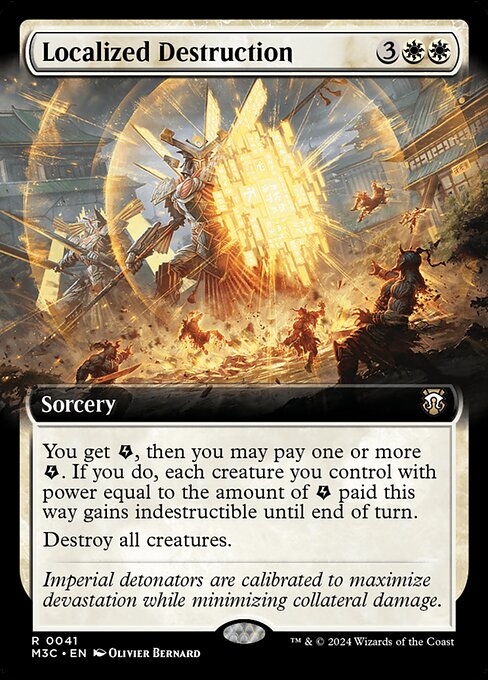 Localized Destruction 3
Sorcery
You get , then you may pay one or more
. If you do, each creature you control with
power equal to the amount of paid this
way gains indestructible until end of turn.
Destroy all creatures.
Imperial detonators are calibrated to maximize
devastation while minimizing collateral damage.
R 0041
M3C • EN Olivier Bernard
™ & © 2024 Wizards of the Coast